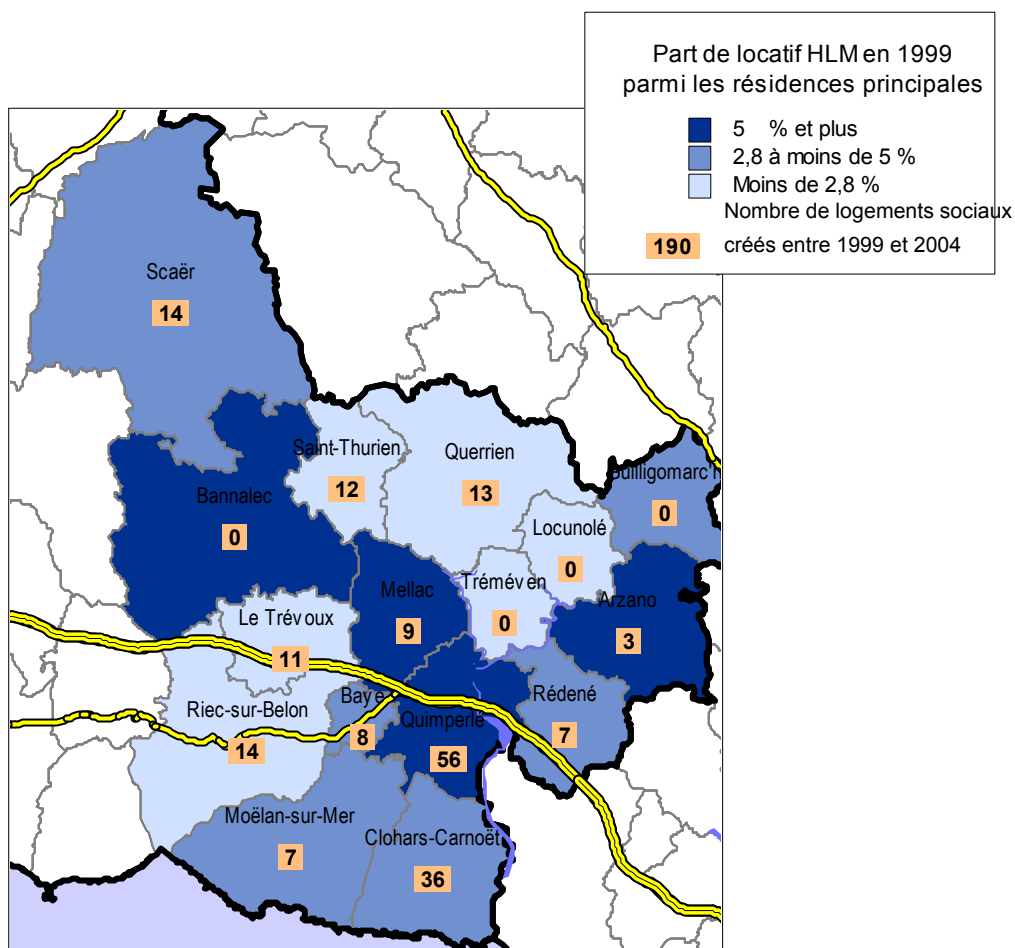 Part de locatif HLM en 1999
parmi les résidences principales
5 % et plus
2,8 à moins de 5 %
Moins de 2,8 %
Nombre de logements sociaux
190 créés entre 1999 et 2004
Scaër
14
Saint-Thurien
12
Querrien
13
Guilligomarc'h
0
Bannalec
0
Locunolé
0
Mellac
9
Tréméven
0
Arzano
3
Le Trévoux
11
Baye
8
Rédené
7
Riec-sur-Belon
14
Quimperlé
56
Moëlan-sur-Mer
7
Clohars-Carnoët
36